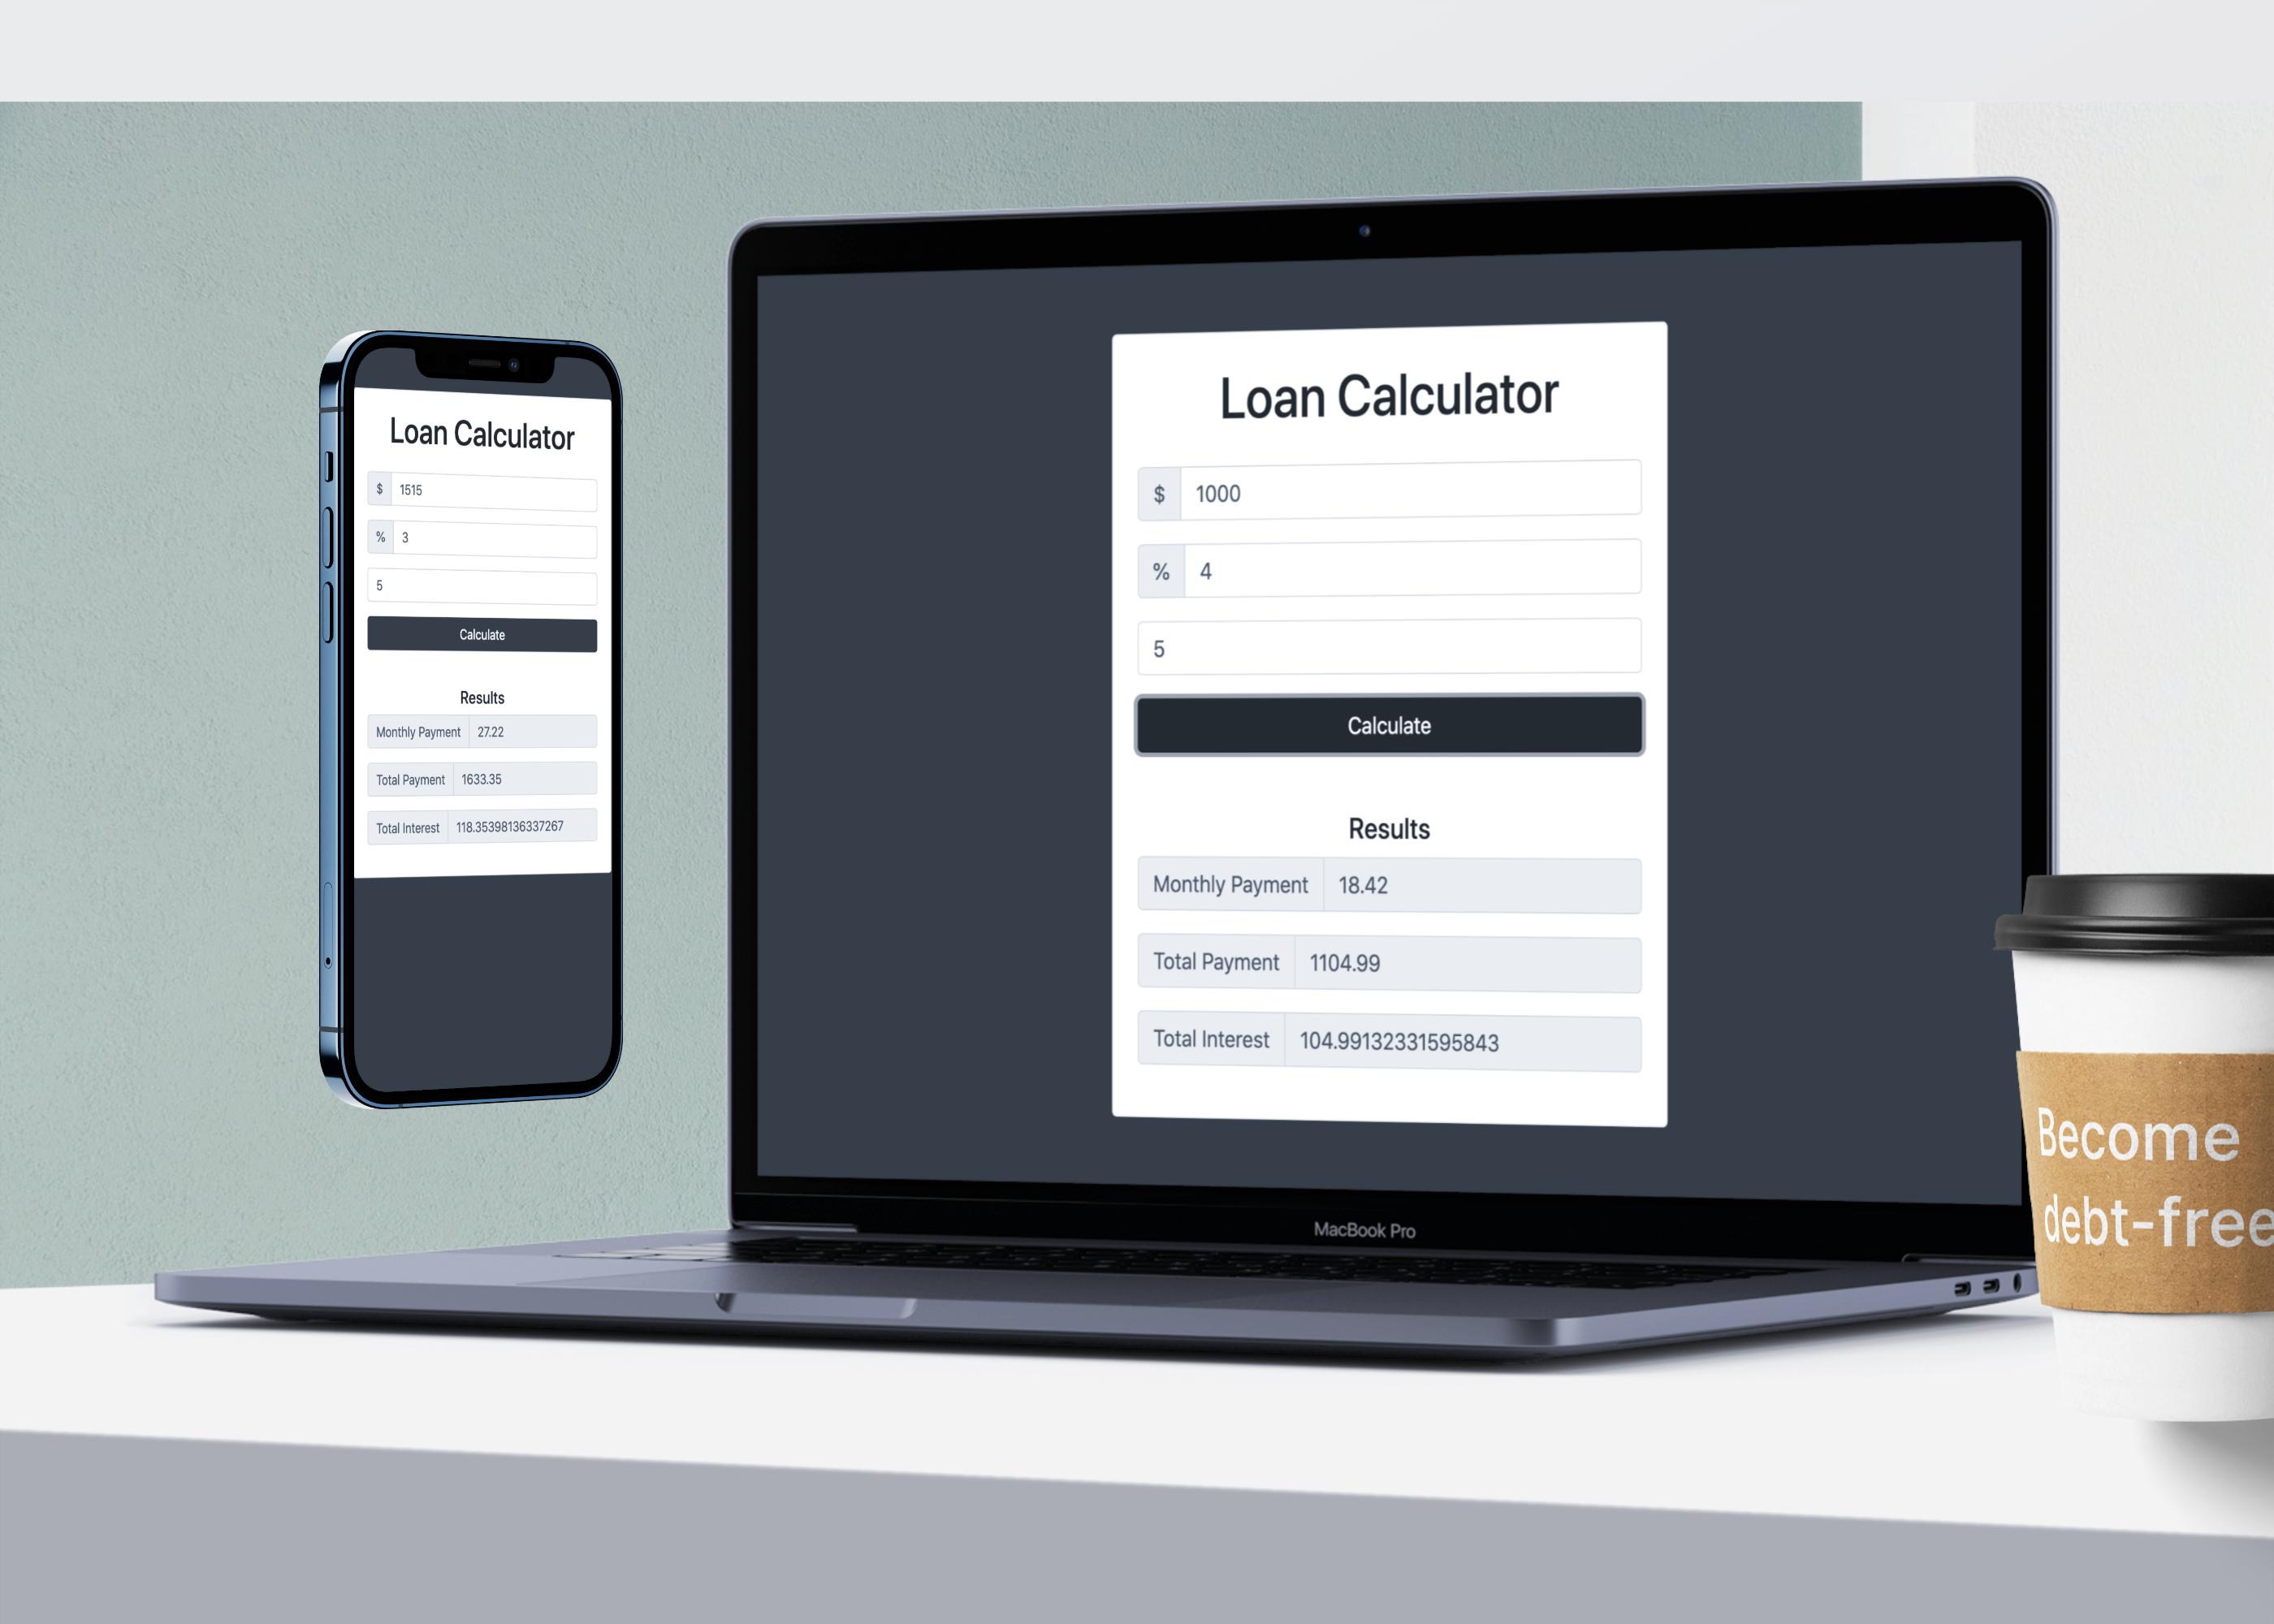 Loan Calculator
$ 1515
% 3
5
Calculate
Results
Monthly Payment 27.22
Total Payment 1633.35
Total Interest 118.35398136337267
Loan Calculator
$ 1000
% 4
5
Calculate
Results
Monthly Payment 18.42
Total Payment 1104.99
Total Interest 104.99132331595843
MacBook Pro
Become
debt-free